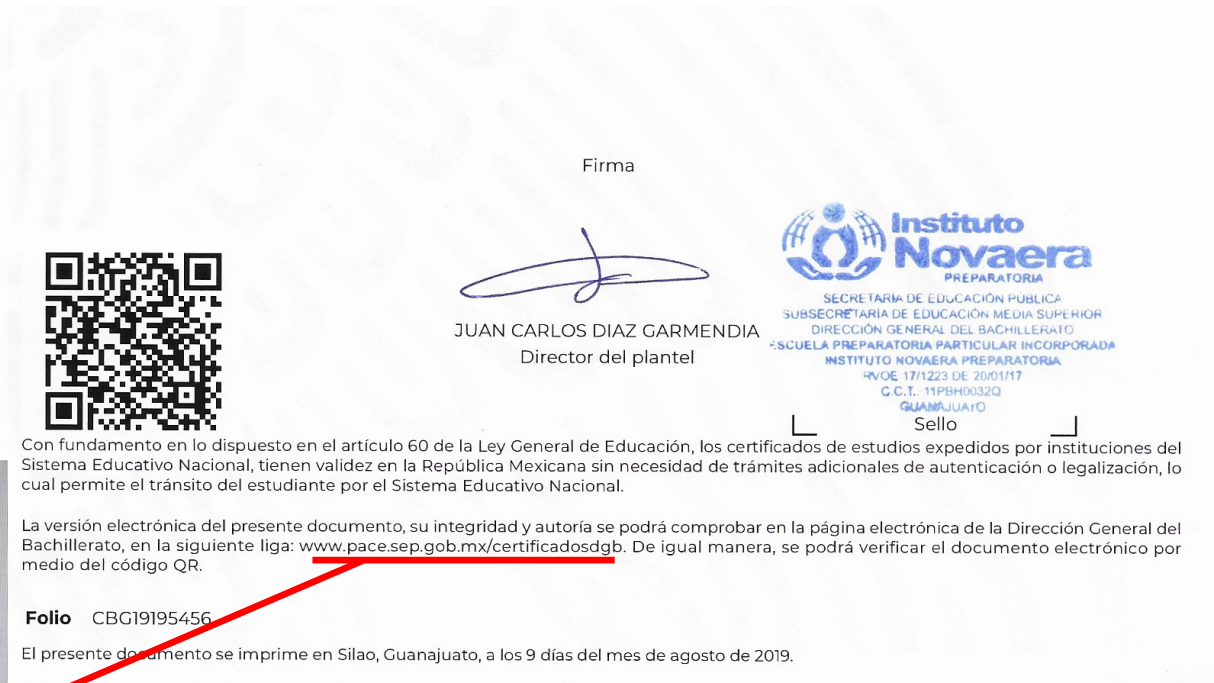 Firma
Instituto
Novaera
PREPARATORIA
SECRETARÍA DE EDUCACIÓN PÚBLICA
SUBSECRETARÍA DE EDUCACIÓN MEDIA SUPERIOR
DIRECCIÓN GENERAL DEL BACHILLERATO
ESCUELA PREPARATORIA PARTICULAR INCORPORADA
INSTITUTO NOVAERA PREPARATORIA
RVOE 17/1223 DE 20/01/17
C.C.T.: 11PBH0032Q
GUANAJUATO
JUAN CARLOS DIAZ GARMENDIA
Director del plantel
Sello
Con fundamento en lo dispuesto en el artículo 60 de la Ley General de Educación, los certificados de estudios expedidos por instituciones del
Sistema Educativo Nacional, tienen validez en la República Mexicana sin necesidad de trámites adicionales de autenticación o legalización, lo
cual permite el tránsito del estudiante por el Sistema Educativo Nacional.
La versión electrónica del presente documento, su integridad y autoría se podrá comprobar en la página electrónica de la Dirección General del
Bachillerato, en la siguiente liga: www.pace.sep.gob.mx/certificadosdgb. De igual manera, se podrá verificar el documento electrónico por
medio del código QR.
Folio CBG19195456
El presente documento se imprime en Silao, Guanajuato, a los 9 días del mes de agosto de 2019.